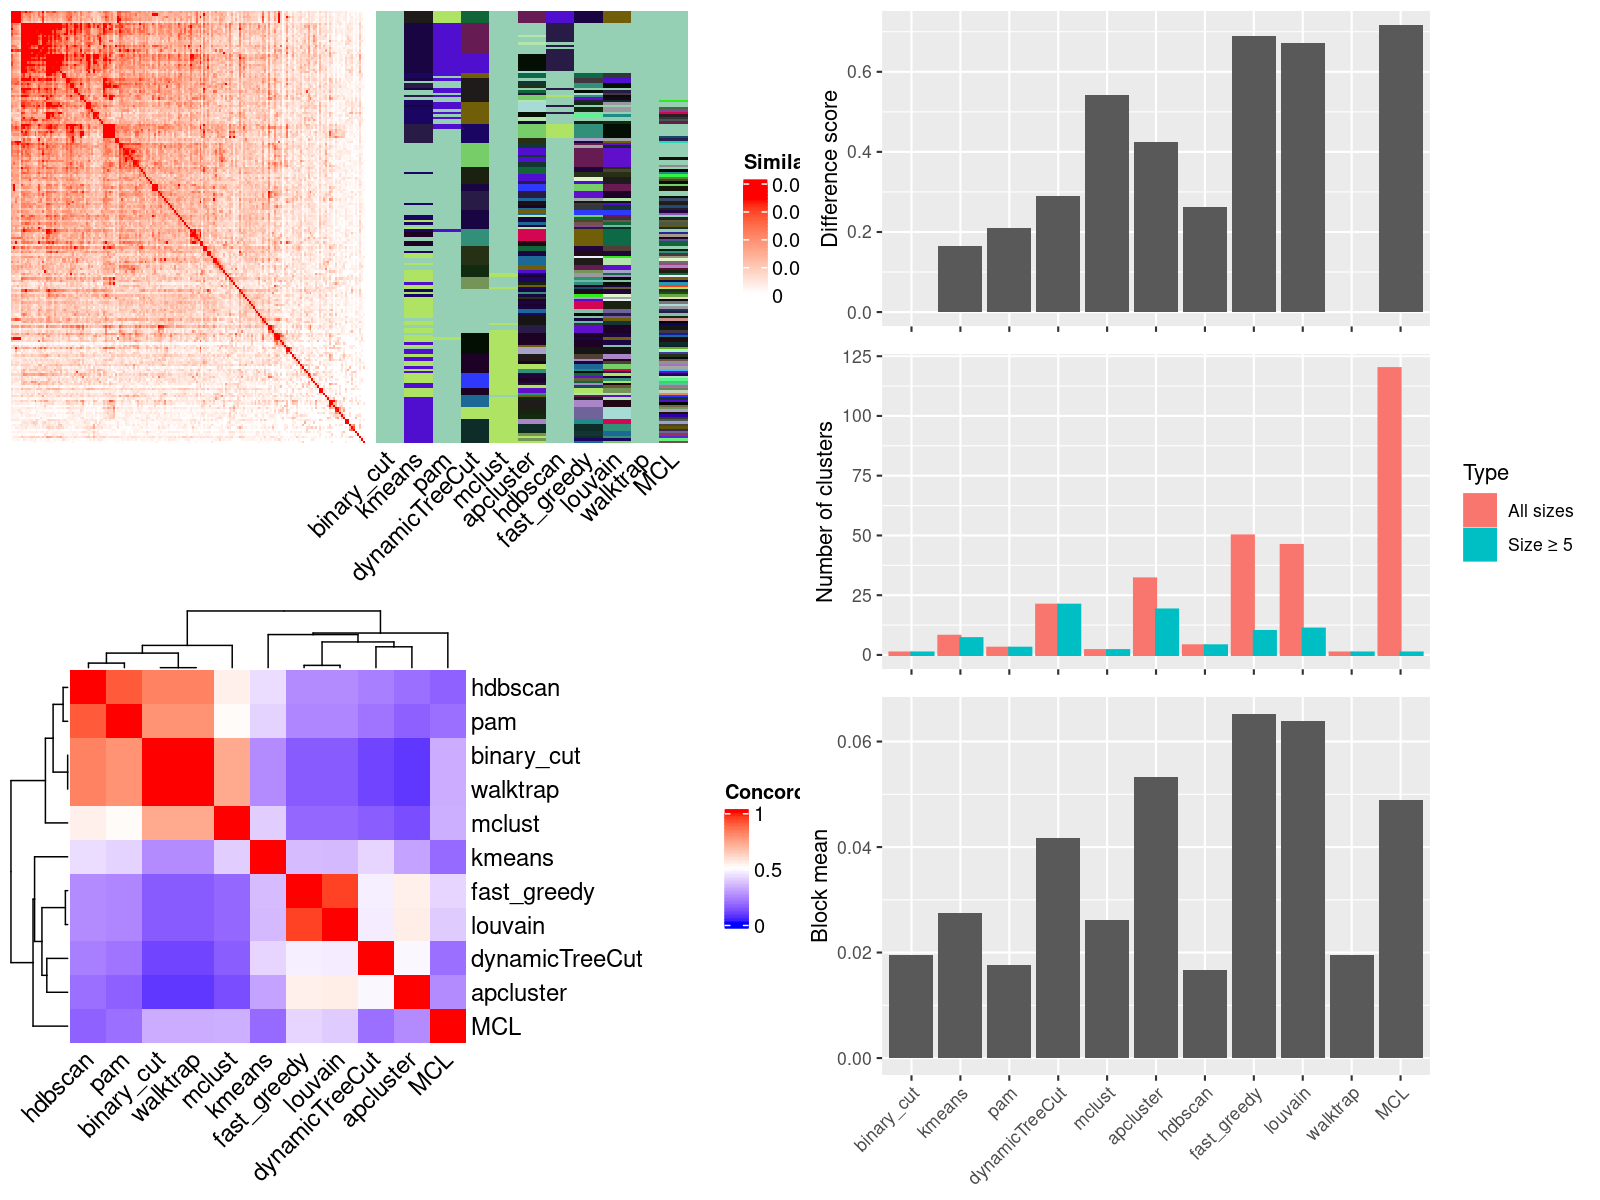 Simila
0.0
0.0
0.0
0.0
0
binary_cut
kmeans
pam
dynamicTreeCut
mclust
apcluster
hdbscan
fast_greedy
louvain
walktrap
MCL
hdbscan
pam
binary_cut
walktrap
mclust
kmeans
fast_greedy
louvain
dynamicTreeCut
apcluster
MCL
hdbscan
pam
binary_cut
walktrap
mclust
kmeans
fast_greedy
louvain
dynamicTreeCut
apcluster
MCL
Concord
1
0.5
0
Difference score
0.6
0.4
0.2
0.0
Number of clusters
125
100
75
50
25
0
Type
All sizes
Size ≥ 5
Block mean
0.06
0.04
0.02
0.00
binary_cut
kmeans
pam
dynamicTreeCut
mclust
apcluster
hdbscan
fast_greedy
louvain
walktrap
MCL